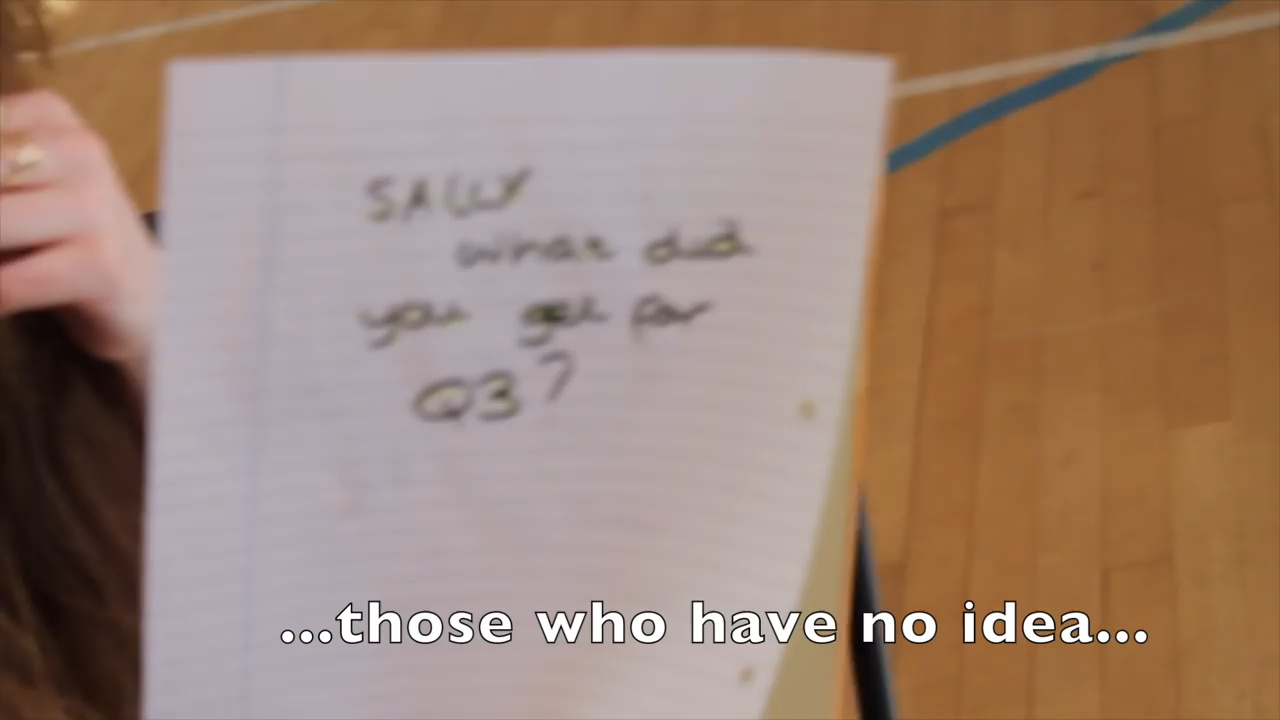 SALLY
what did
you get for
Q3?
...those who have no idea...